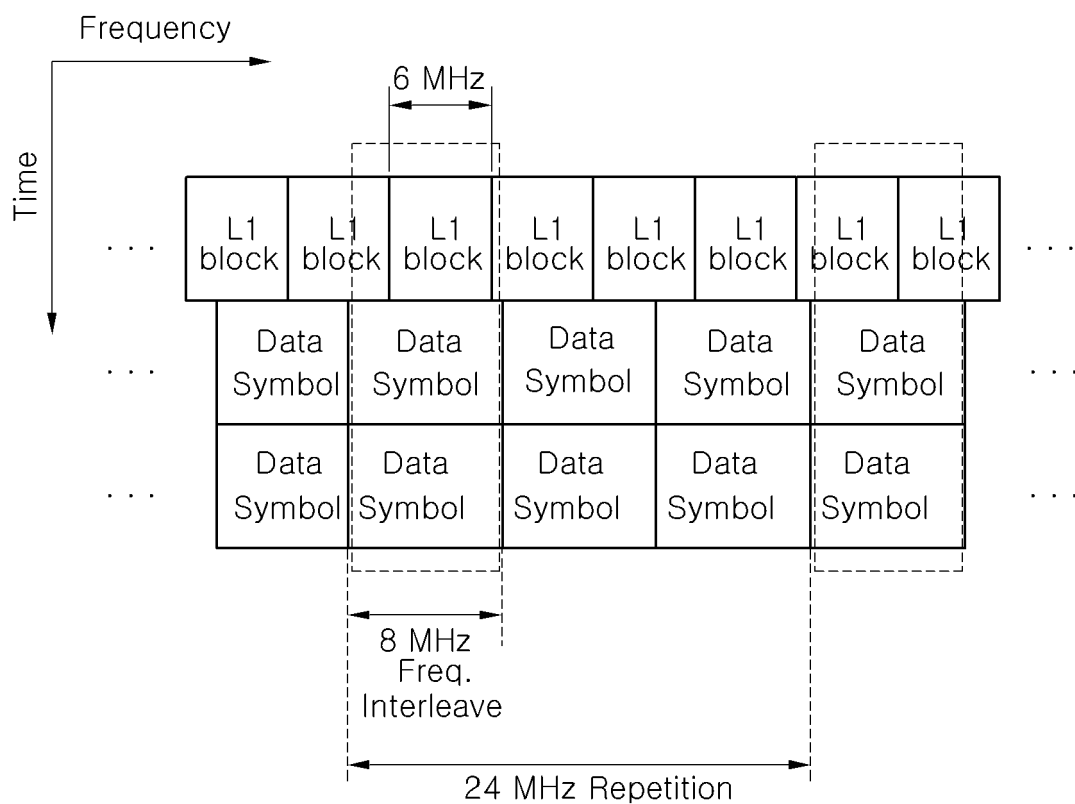 Frequency
6 MHz
Time
. . . L1 L1 L1 L1 L1 L1 L1 L1 . . .
block block block block block block block block
Data Data Data Data Data
. . . Symbol Symbol Symbol Symbol Symbol . . .
Data Data Data Data Data
. . . Symbol Symbol Symbol Symbol Symbol . . .
8 MHz
Freq.
Interleave
24 MHz Repetition